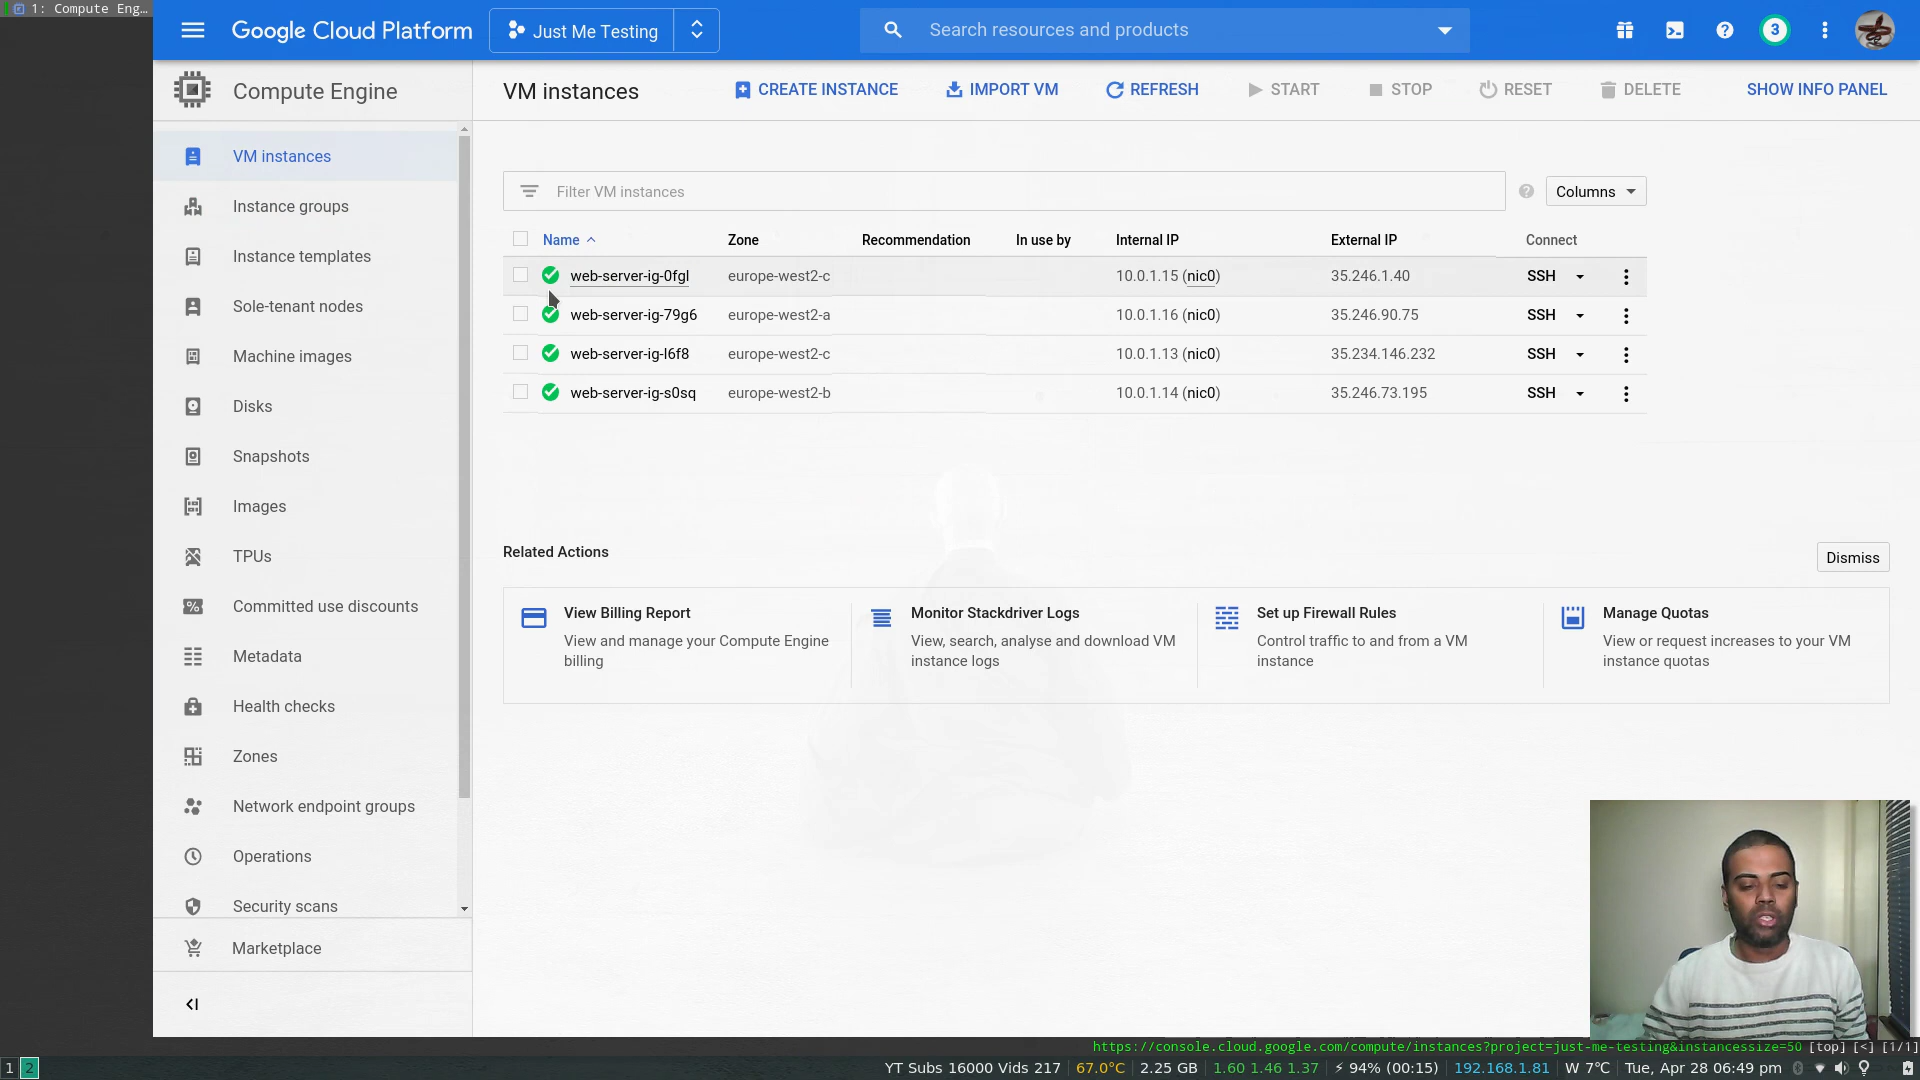 1: Compute Eng…
Google Cloud Platform
Just Me Testing
Search resources and products
3
Compute Engine
VM instances
CREATE INSTANCE
IMPORT VM
REFRESH
START
STOP
RESET
DELETE
SHOW INFO PANEL
VM instances
Instance groups
Instance templates
Sole-tenant nodes
Machine images
Disks
Snapshots
Images
TPUs
Committed use discounts
Metadata
Health checks
Zones
Network endpoint groups
Operations
Security scans
Marketplace
Filter VM instances
Columns
Name Zone Recommendation In use by Internal IP External IP Connect
web-server-ig-0fgl europe-west2-c 10.0.1.15 (nic0) 35.246.1.40 SSH
web-server-ig-79g6 europe-west2-a 10.0.1.16 (nic0) 35.246.90.75 SSH
web-server-ig-l6f8 europe-west2-c 10.0.1.13 (nic0) 35.234.146.232 SSH
web-server-ig-s0sq europe-west2-b 10.0.1.14 (nic0) 35.246.73.195 SSH
Related Actions
Dismiss
View Billing Report
View and manage your Compute Engine
billing
Monitor Stackdriver Logs
View, search, analyse and download VM
instance logs
Set up Firewall Rules
Control traffic to and from a VM
instance
Manage Quotas
View or request increases to your VM
instance quotas
https://console.cloud.google.com/compute/instances?project=just-me-testing&instancessize=50 [top] [<] [1/1]
1 2
YT Subs 16000 Vids 217 67.0°C 2.25 GB 1.60 1.46 1.37 ⚡ 94% (00:15) 192.168.1.81 W 7°C Tue, Apr 28 06:49 pm